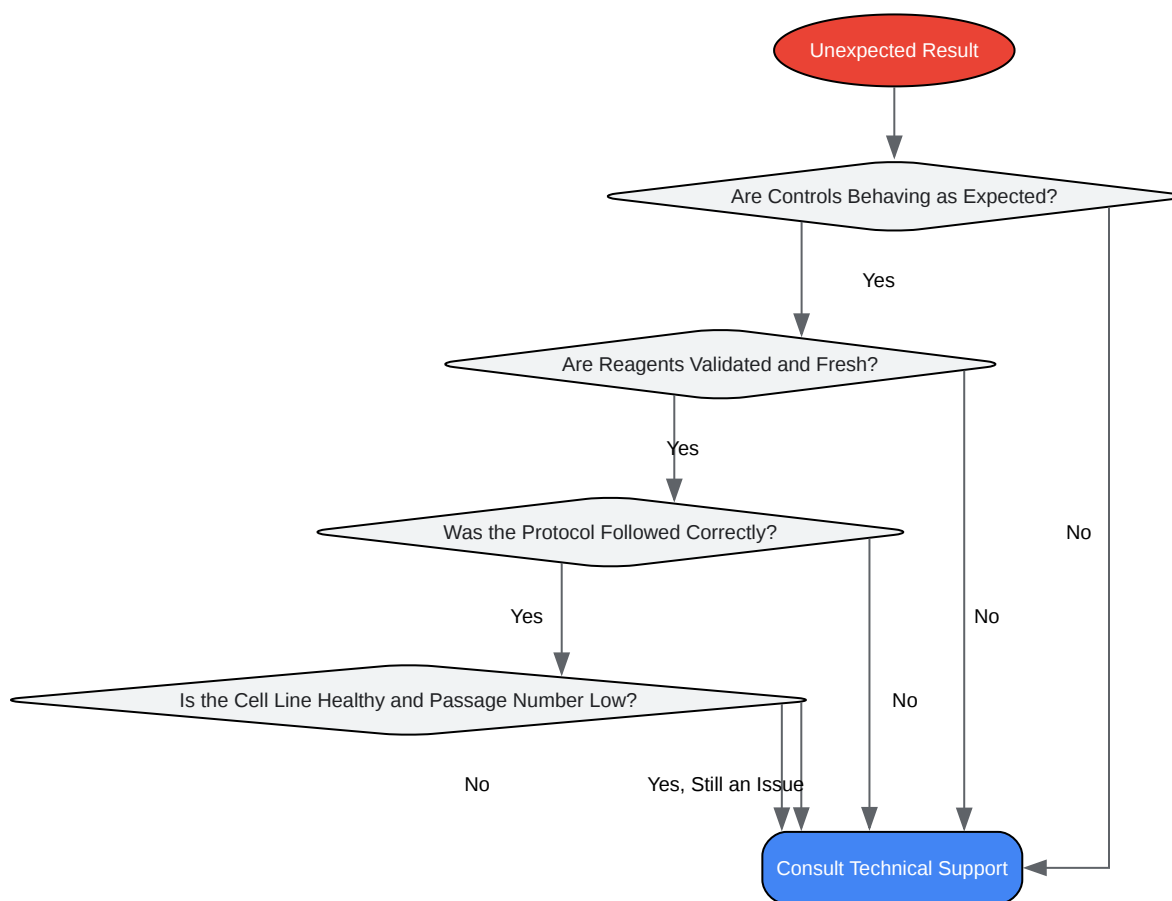 Unexpected Result
Are Controls Behaving as Expected?
Yes
Are Reagents Validated and Fresh?
Yes
Was the Protocol Followed Correctly?
No
Yes
No
Is the Cell Line Healthy and Passage Number Low?
No
No
Yes, Still an Issue
Consult Technical Support